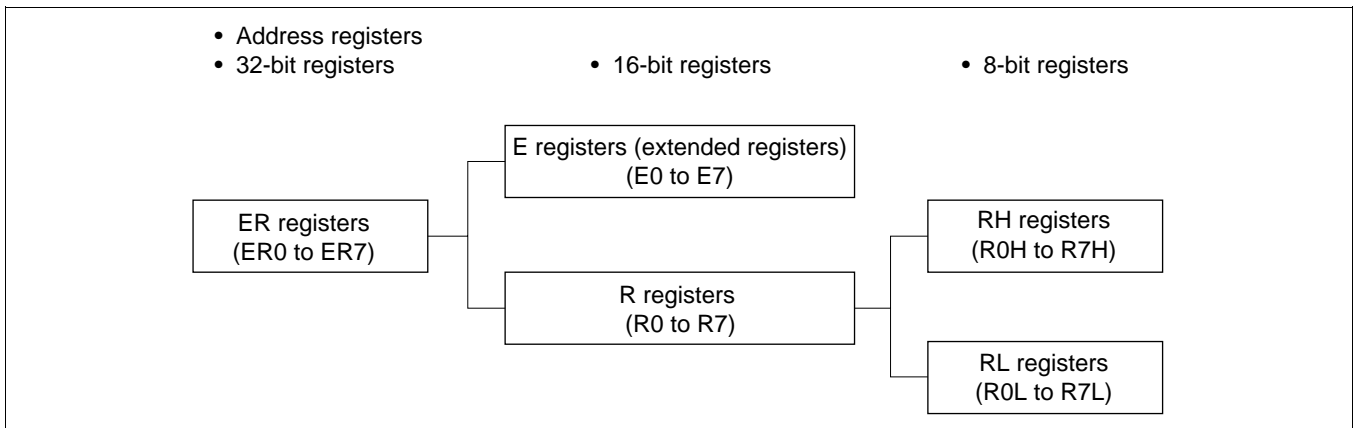 • Address registers
• 32-bit registers
• 16-bit registers
• 8-bit registers
E registers (extended registers)
(E0 to E7)
ER registers
(ER0 to ER7)
RH registers
(R0H to R7H)
R registers
(R0 to R7)
RL registers
(R0L to R7L)